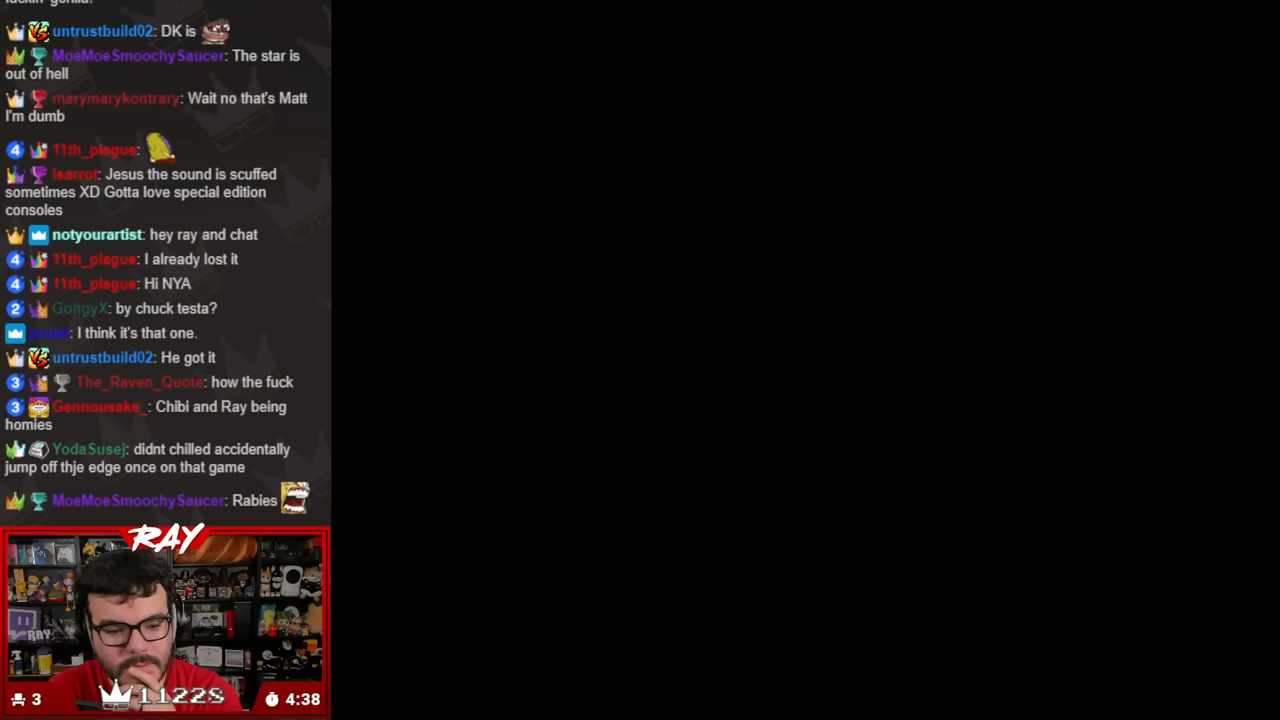 untrustbuild02: DK is
MoeMoeSmoochySaucer: The star is
out of hell
marymarykontrary: Wait no that's Matt
I'm dumb
4 11th_plague:
Isarrot: Jesus the sound is scuffed
sometimes XD Gotta love special edition
consoles
notyourartist: hey ray and chat
4 11th_plague: I already lost it
4 11th_plague: Hi NYA
2 GongyX: by chuck testa?
: I think it's that one.
untrustbuild02: He got it
3 The_Raven_Quote: how the fuck
3 Gennousake_: Chibi and Ray being
homies
YodaSusej: didnt chilled accidentally
jump off thje edge once on that game
MoeMoeSmoochySaucer: Rabies
RAY
RAY
3 11228 4:38